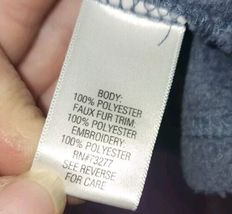 BODY:
100% POLYESTER
FAUX FUR TRIM:
100% POLYESTER
EMBROIDERY:
100% POLYESTER
RN#73277
SEE REVERSE
FOR CARE